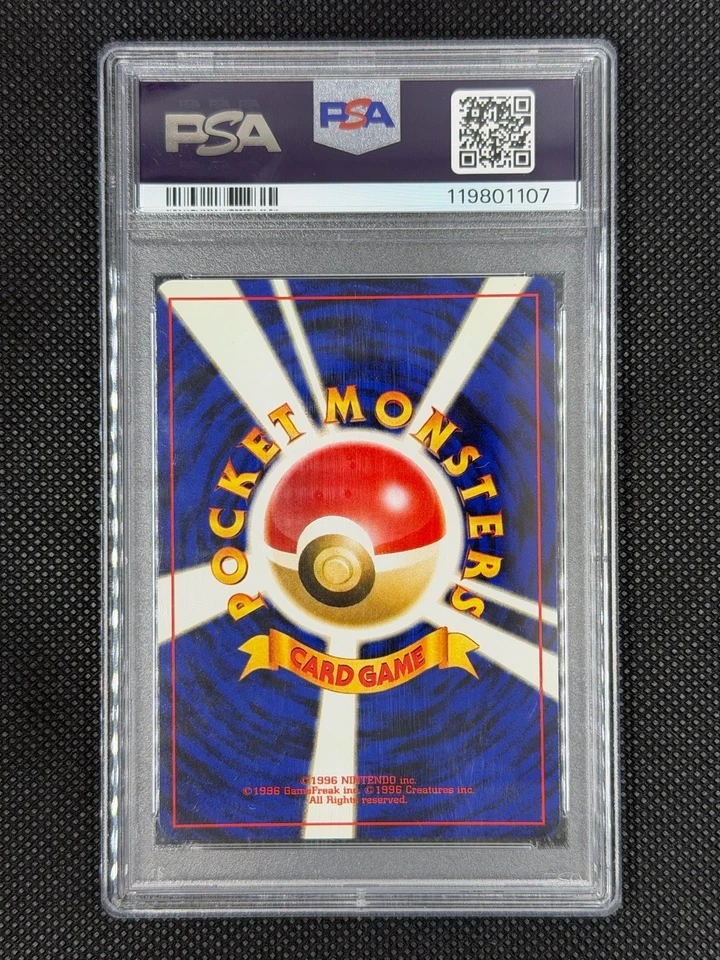 PSA
PSA
119801107
POCKET MONSTERS
CARD GAME
©1996 NINTENDO inc.
©1996 GameFreak inc. ©1996 Creatures inc.
All Rights reserved.